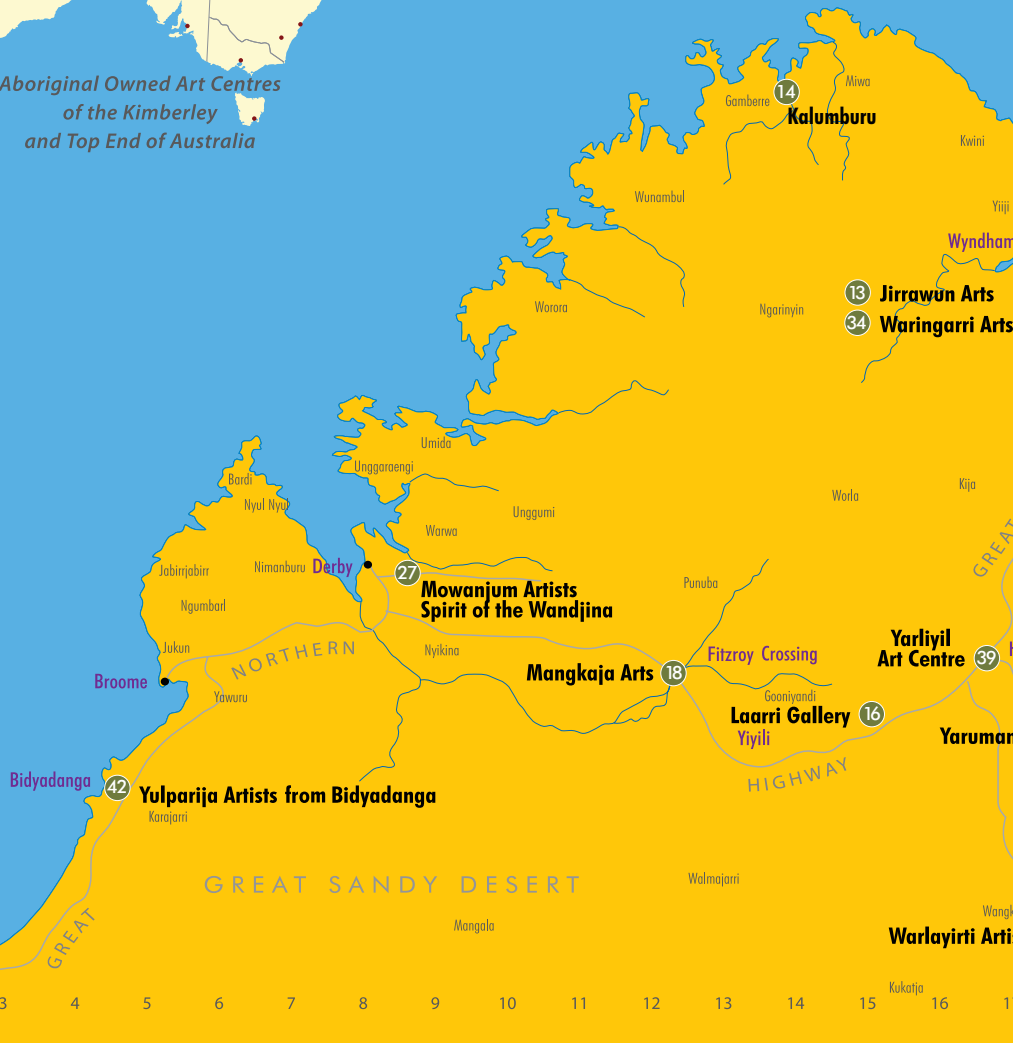 Aboriginal Owned Art Centres
of the Kimberley
and Top End of Australia
Miwa
Gamberre
14
Kalumburu
Kwini
Wunambul
Yiiji
Wyndham
13 Jirrawun Arts
Worora
Ngarinyin
34 Waringarri Arts
Umida
Unggaraengi
Bardi
Nyul Nyul
Worla
Kija
Unggumi
Warwa
GREAT
Jabirrjabirr
Nimanburu
Derby
27
Mowanjum Artists
Spirit of the Wandjina
Punuba
Ngumbarl
Jukun
NORTHERN
Nyikina
Fitzroy Crossing
Yarliyil
Art Centre 39
H
Mangkaja Arts 18
Broome
Yawuru
Gooniyandi
Laarri Gallery 16
Yiyili
Yaruman
HIGHWAY
Bidyadanga
42
Yulparija Artists from Bidyadanga
Karajarri
GREAT SANDY DESERT
Walmajarri
GREAT
Mangala
Wangk
Warlayirti Artis
Kukatja
3 4 5 6 7 8 9 10 11 12 13 14 15 16 1